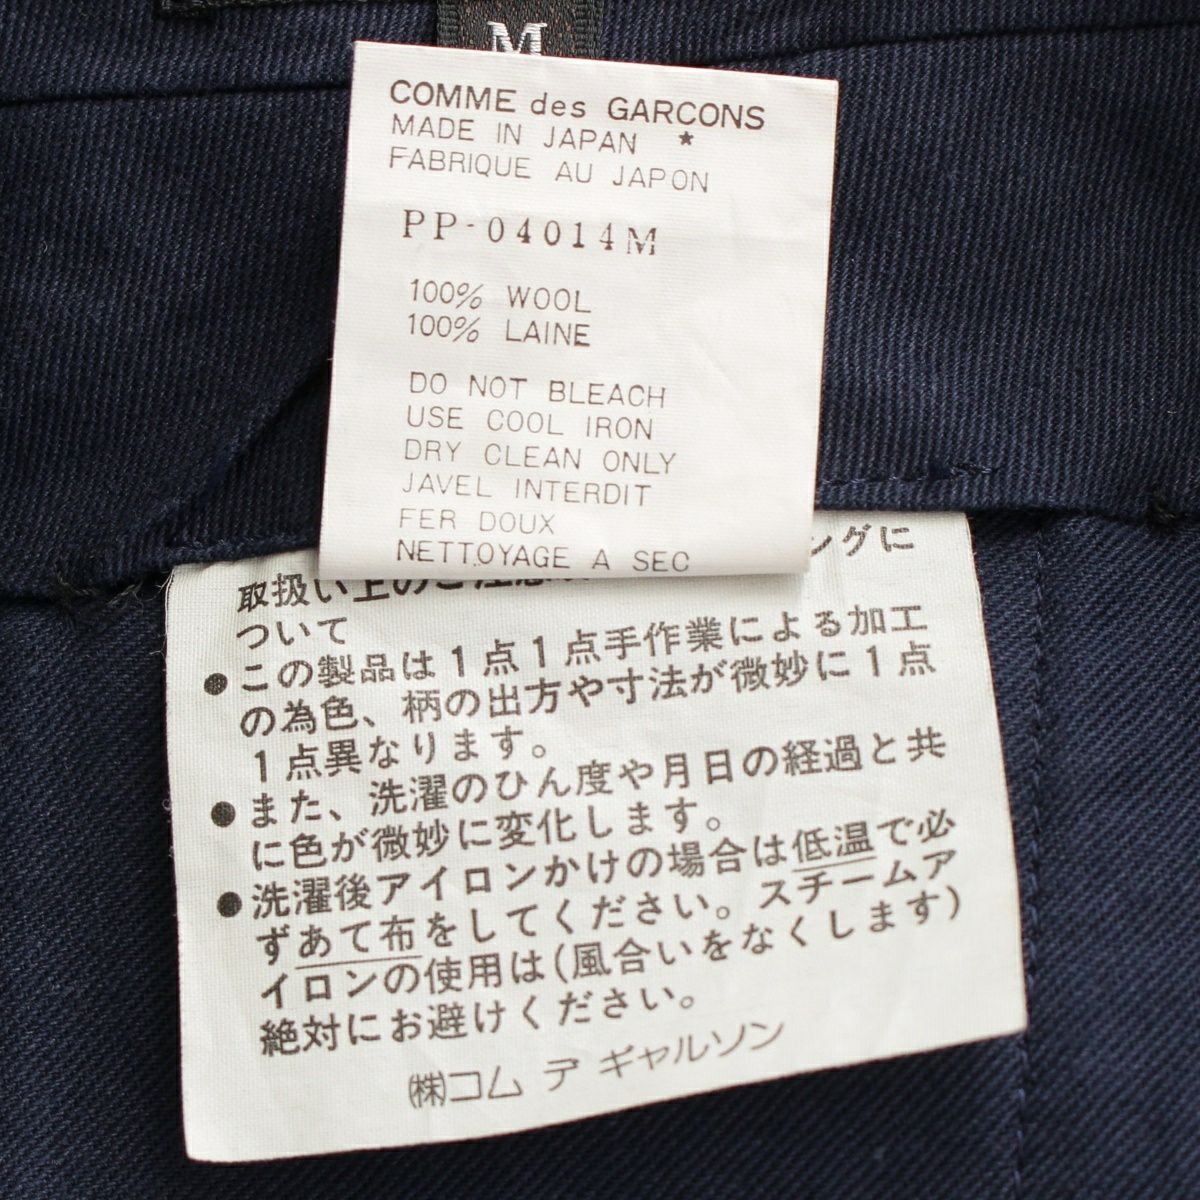 M
COMME des GARCONS
MADE IN JAPAN ★
FABRIQUE AU JAPON
PP-04014M
100% WOOL
100% LAINE
DO NOT BLEACH
USE COOL IRON
DRY CLEAN ONLY
JAVEL INTERDIT
FER DOUX
NETTOYAGE A SEC
ングに
取扱い上のご注意
ついて
●この製品は1点1点手作業による加工
の為色、柄の出方や寸法が微妙に1点
1点異なります。
●また、洗濯のひん度や月日の経過と共
に色が微妙に変化します。
●洗濯後アイロンかけの場合は低温で必
ずあて布をしてください。スチームア
イロンの使用は(風合いをなくします)
絶対にお避けください。
㈱コム デ ギャルソン